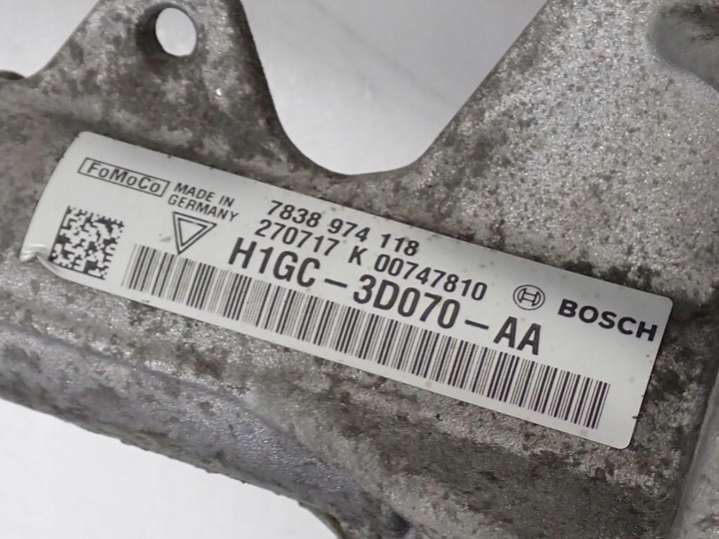 FoMoCo
MADE IN
GERMANY
7838 974 118
270717 K 00747810
H1GC-3D070-AA
BOSCH